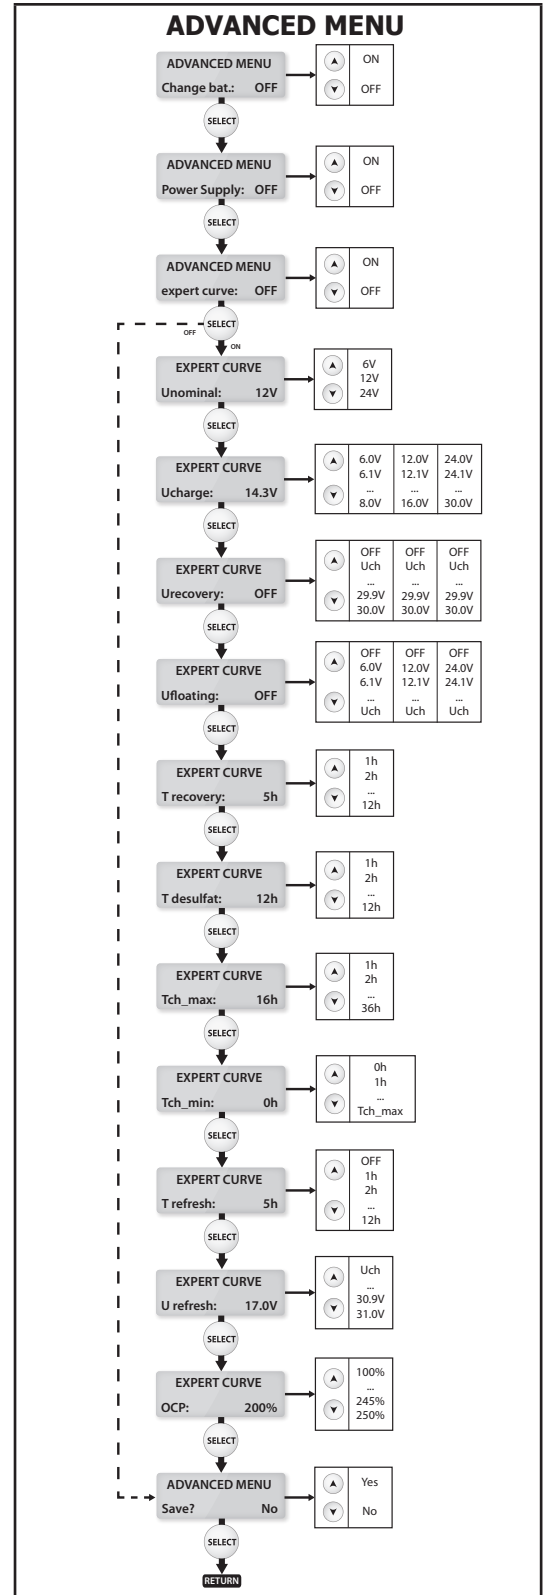 ADVANCED MENU
ADVANCED MENU
Change bat.: OFF
ON
OFF
SELECT
ADVANCED MENU
Power Supply: OFF
ON
OFF
SELECT
ADVANCED MENU
expert curve: OFF
ON
OFF
OFF
SELECT
ON
EXPERT CURVE
Unominal: 12V
6V
12V
24V
SELECT
EXPERT CURVE
Ucharge: 14.3V
6.0V 12.0V 24.0V
6.1V 12.1V 24.1V
... ... ...
8.0V 16.0V 30.0V
SELECT
EXPERT CURVE
Urecovery: OFF
OFF OFF OFF
Uch Uch Uch
... ... ...
29.9V 29.9V 29.9V
30.0V 30.0V 30.0V
SELECT
EXPERT CURVE
Ufloating: OFF
OFF OFF OFF
6.0V 12.0V 24.0V
6.1V 12.1V 24.1V
... ... ...
Uch Uch Uch
SELECT
EXPERT CURVE
T recovery: 5h
1h
2h
...
12h
SELECT
EXPERT CURVE
T desulfat: 12h
1h
2h
...
12h
SELECT
EXPERT CURVE
Tch_max: 16h
1h
2h
...
36h
SELECT
EXPERT CURVE
Tch_min: 0h
0h
1h
...
Tch_max
SELECT
EXPERT CURVE
T refresh: 5h
OFF
1h
2h
...
12h
SELECT
EXPERT CURVE
U refresh: 17.0V
Uch
...
30.9V
31.0V
SELECT
EXPERT CURVE
OCP: 200%
100%
...
245%
250%
SELECT
ADVANCED MENU
Save? No
Yes
No
SELECT
RETURN